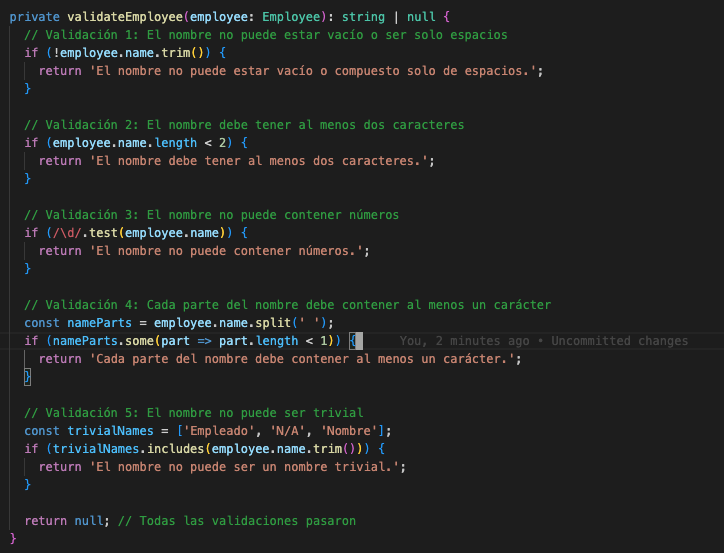 private validateEmployee(employee: Employee): string | null {
// Validación 1: El nombre no puede estar vacío o ser solo espacios
if (!employee.name.trim()) {
return 'El nombre no puede estar vacío o compuesto solo de espacios.';
}
// Validación 2: El nombre debe tener al menos dos caracteres
if (employee.name.length < 2) {
return 'El nombre debe tener al menos dos caracteres.';
}
// Validación 3: El nombre no puede contener números
if (/\d/.test(employee.name)) {
return 'El nombre no puede contener números.';
}
// Validación 4: Cada parte del nombre debe contener al menos un carácter
const nameParts = employee.name.split(' ');
if (nameParts.some(part => part.length < 1)) { You, 2 minutes ago • Uncommitted changes
return 'Cada parte del nombre debe contener al menos un carácter.';
}
// Validación 5: El nombre no puede ser trivial
const trivialNames = ['Empleado', 'N/A', 'Nombre'];
if (trivialNames.includes(employee.name.trim())) {
return 'El nombre no puede ser un nombre trivial.';
}
return null; // Todas las validaciones pasaron
}